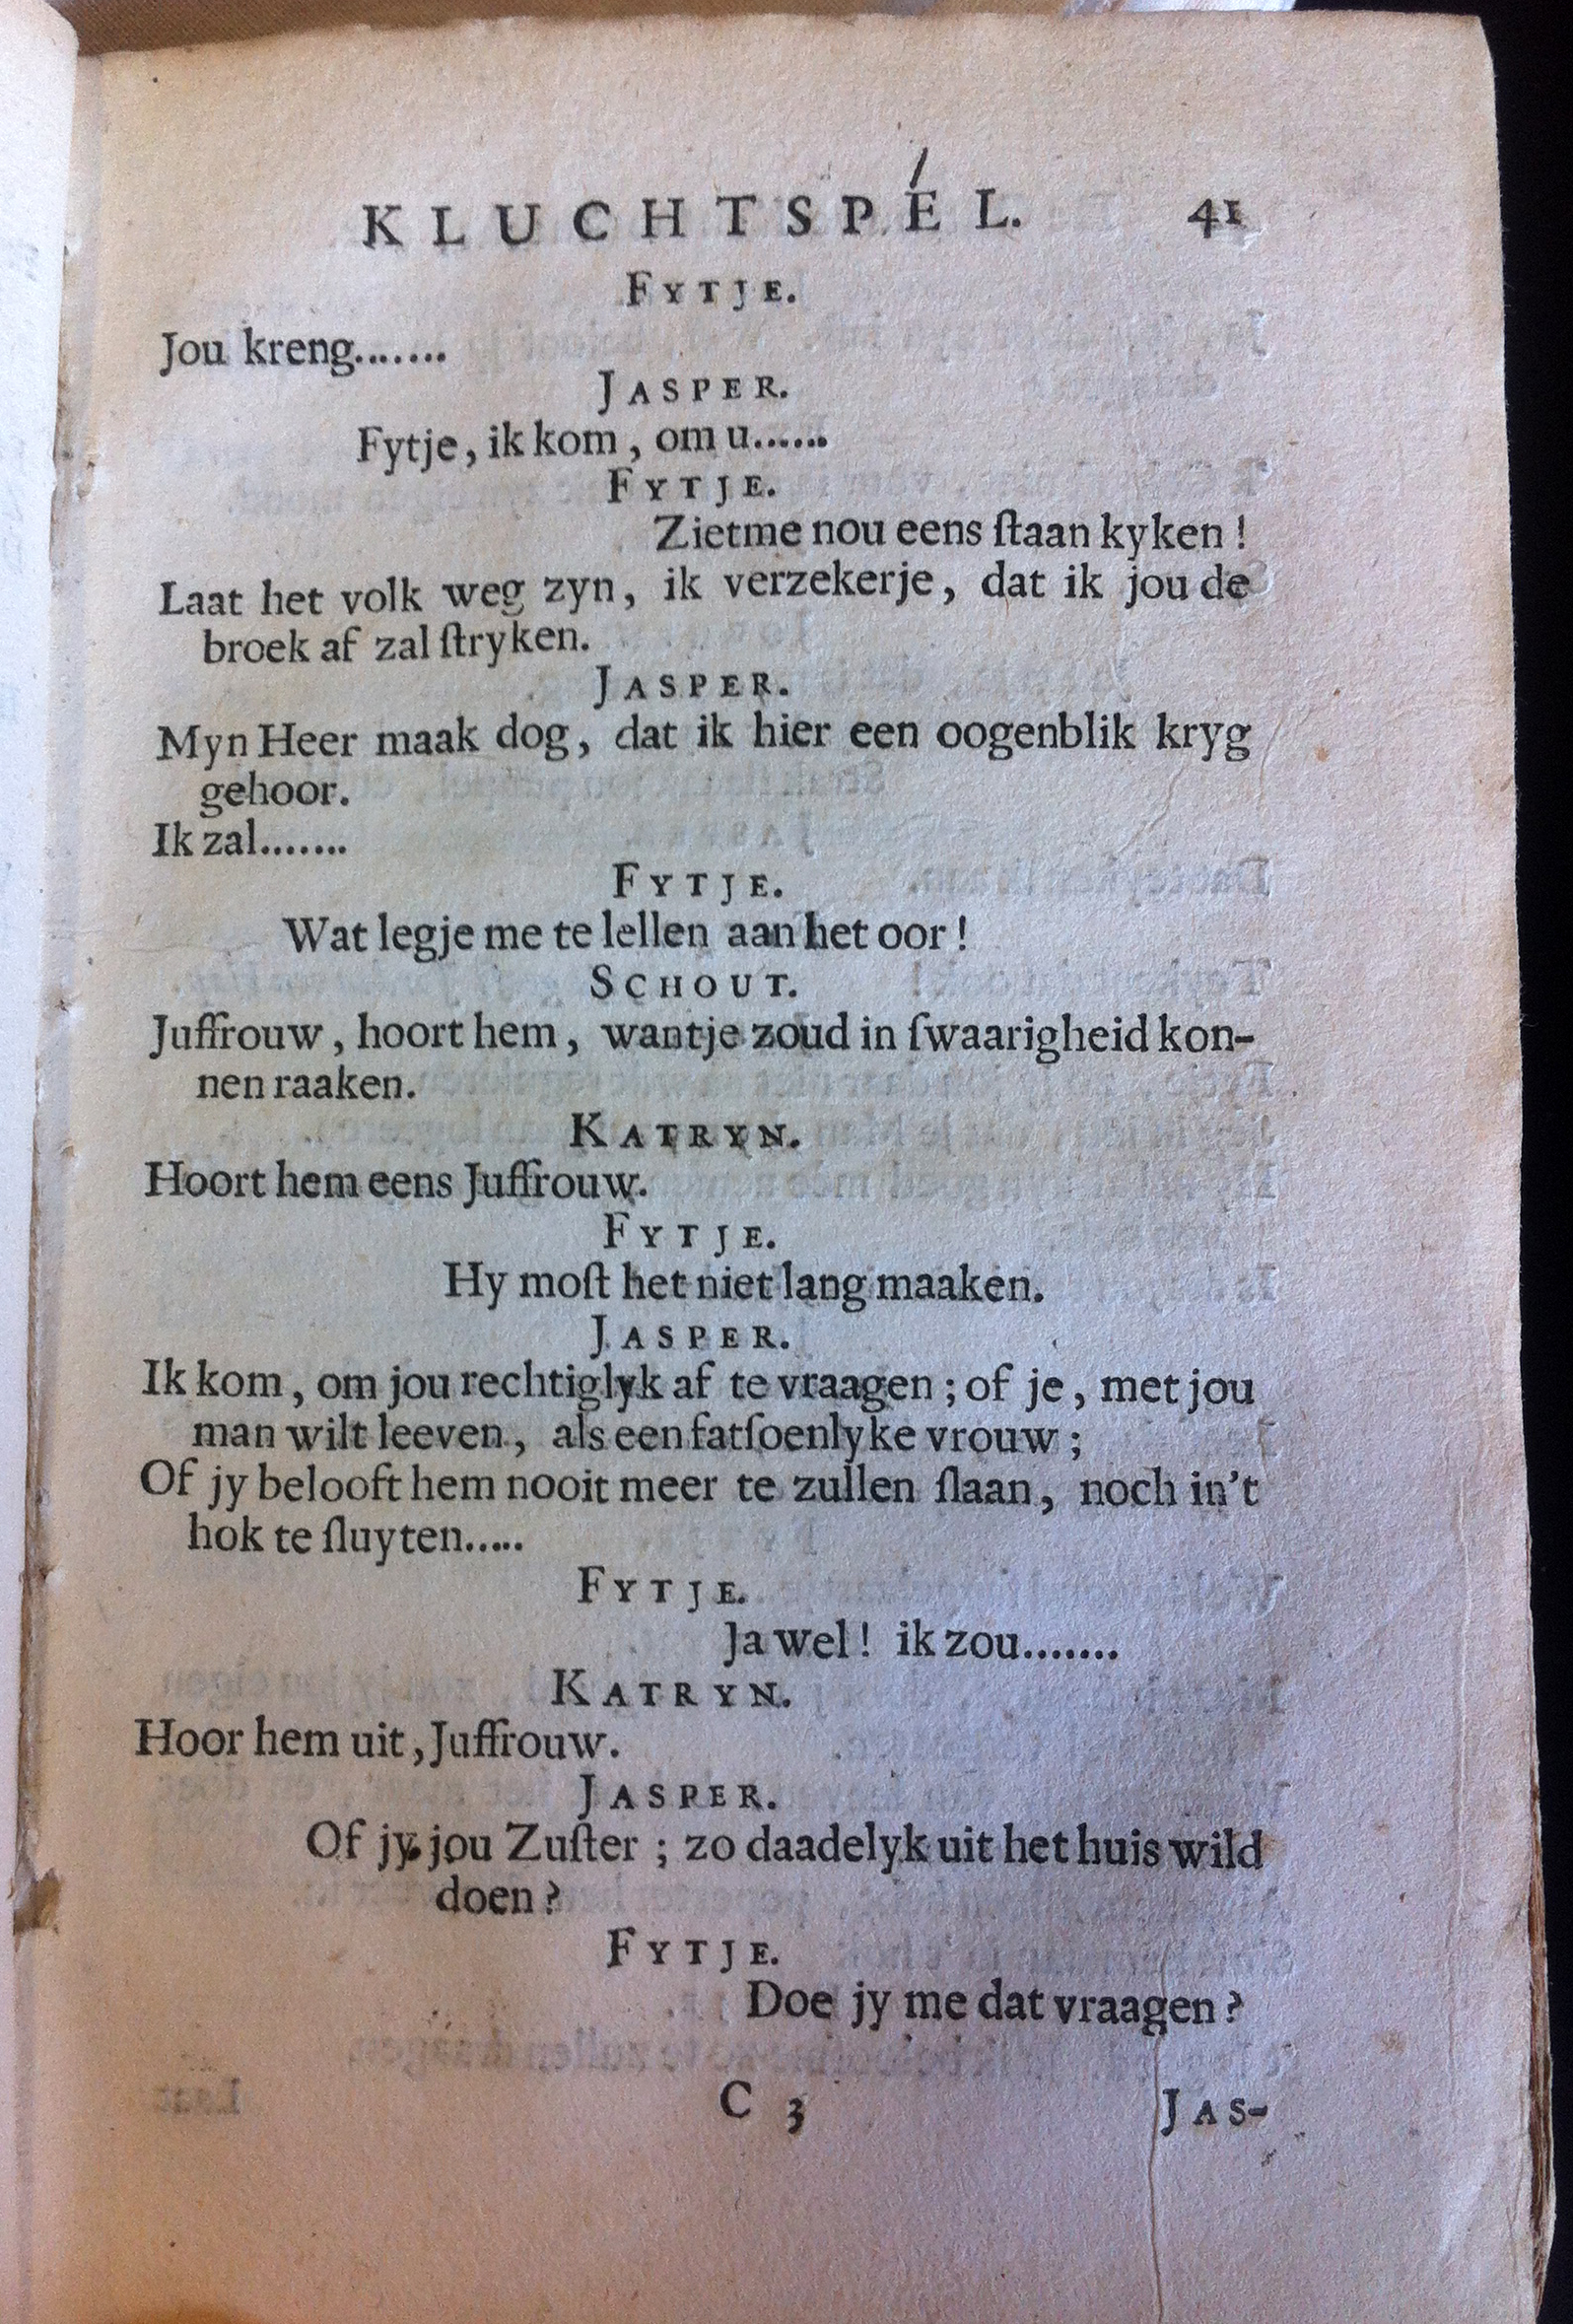 KLUCHTSPÉL. 41
FYTJE.
Jou kreng.......
JASPER.
Fytje, ik kom, om u......
FYTJE.
Zietme nou eens ſtaan kyken!
Laat het volk weg zyn, ik verzekerje, dat ik jou de
broek af zal ſtryken.
JASPER.
Myn Heer maak dog, dat ik hier een oogenblik kryg
gehoor.
Ik zal.......
FYTJE.
Wat legje me te lellen aan het oor!
SCHOUT.
Juffrouw, hoort hem, wantje zoud in ſwaarigheid kon-
nen raaken.
KATRYN.
Hoort hem eens Juffrouw.
FYTJE.
Hy moſt het niet lang maaken.
JASPER.
Ik kom, om jou rechtiglyk af te vraagen; of je, met jou
man wilt leeven, als een fatſoenlyke vrouw;
Of jy belooft hem nooit meer te zullen ſlaan, noch in't
hok te ſluyten.....
FYTJE.
Ja wel! ik zou.......
KATRYN.
Hoor hem uit, Juffrouw.
JASPER.
Of jy jou Zuſter; zo daadelyk uit het huis wild
doen?
FYTJE.
Doe jy me dat vraagen?
C 3 JAS-